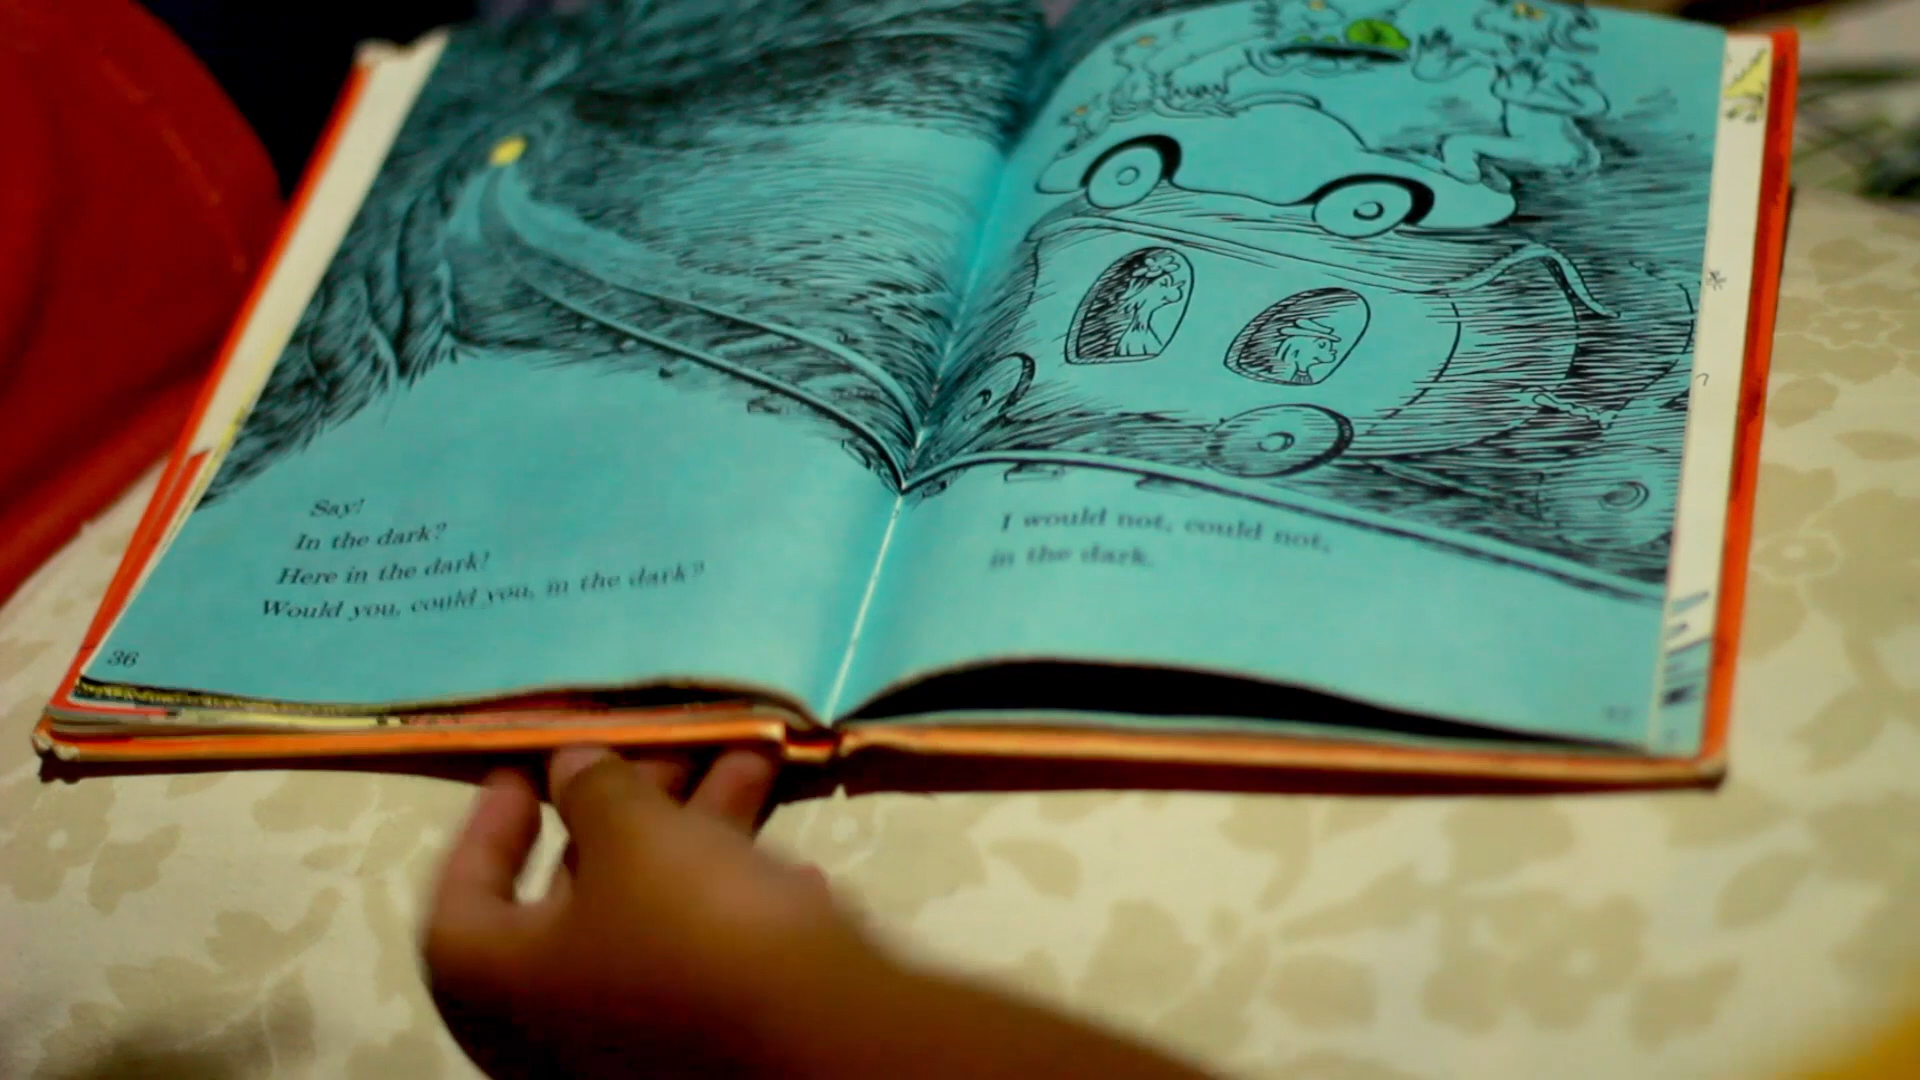 Say!
In the dark?
Here in the dark!
Would you, could you, in the dark?
36
I would not, could not,
in the dark.